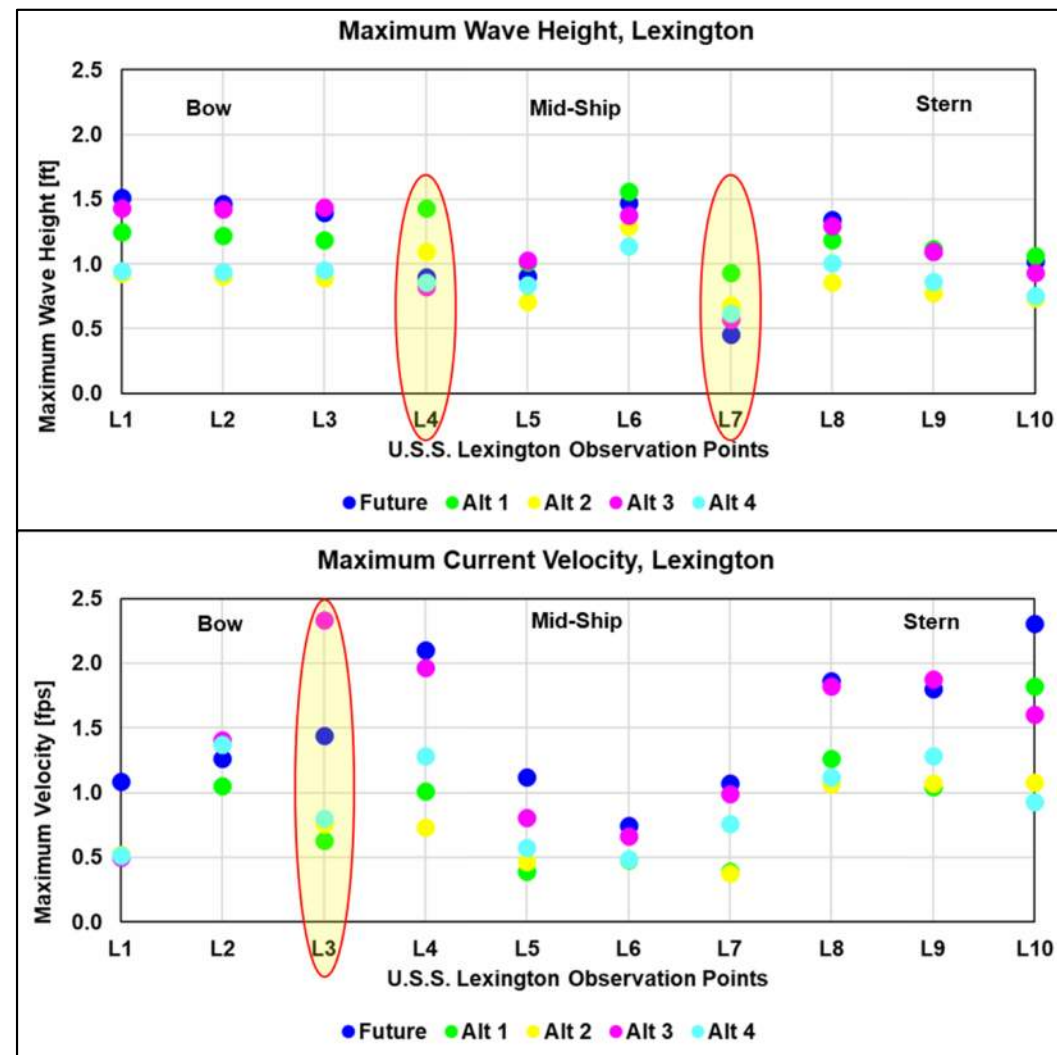 Maximum Wave Height, Lexington
Bow Mid-Ship Stern
Maximum Wave Height [ft]
2.5
2.0
1.5
1.0
0.5
0.0
L1 L2 L3 L4 L5 L6 L7 L8 L9 L10
U.S.S. Lexington Observation Points
Future Alt 1 Alt 2 Alt 3 Alt 4
Maximum Current Velocity, Lexington
Bow Mid-Ship Stern
Maximum Velocity [fps]
2.5
2.0
1.5
1.0
0.5
0.0
L1 L2 L3 L4 L5 L6 L7 L8 L9 L10
U.S.S. Lexington Observation Points
Future Alt 1 Alt 2 Alt 3 Alt 4